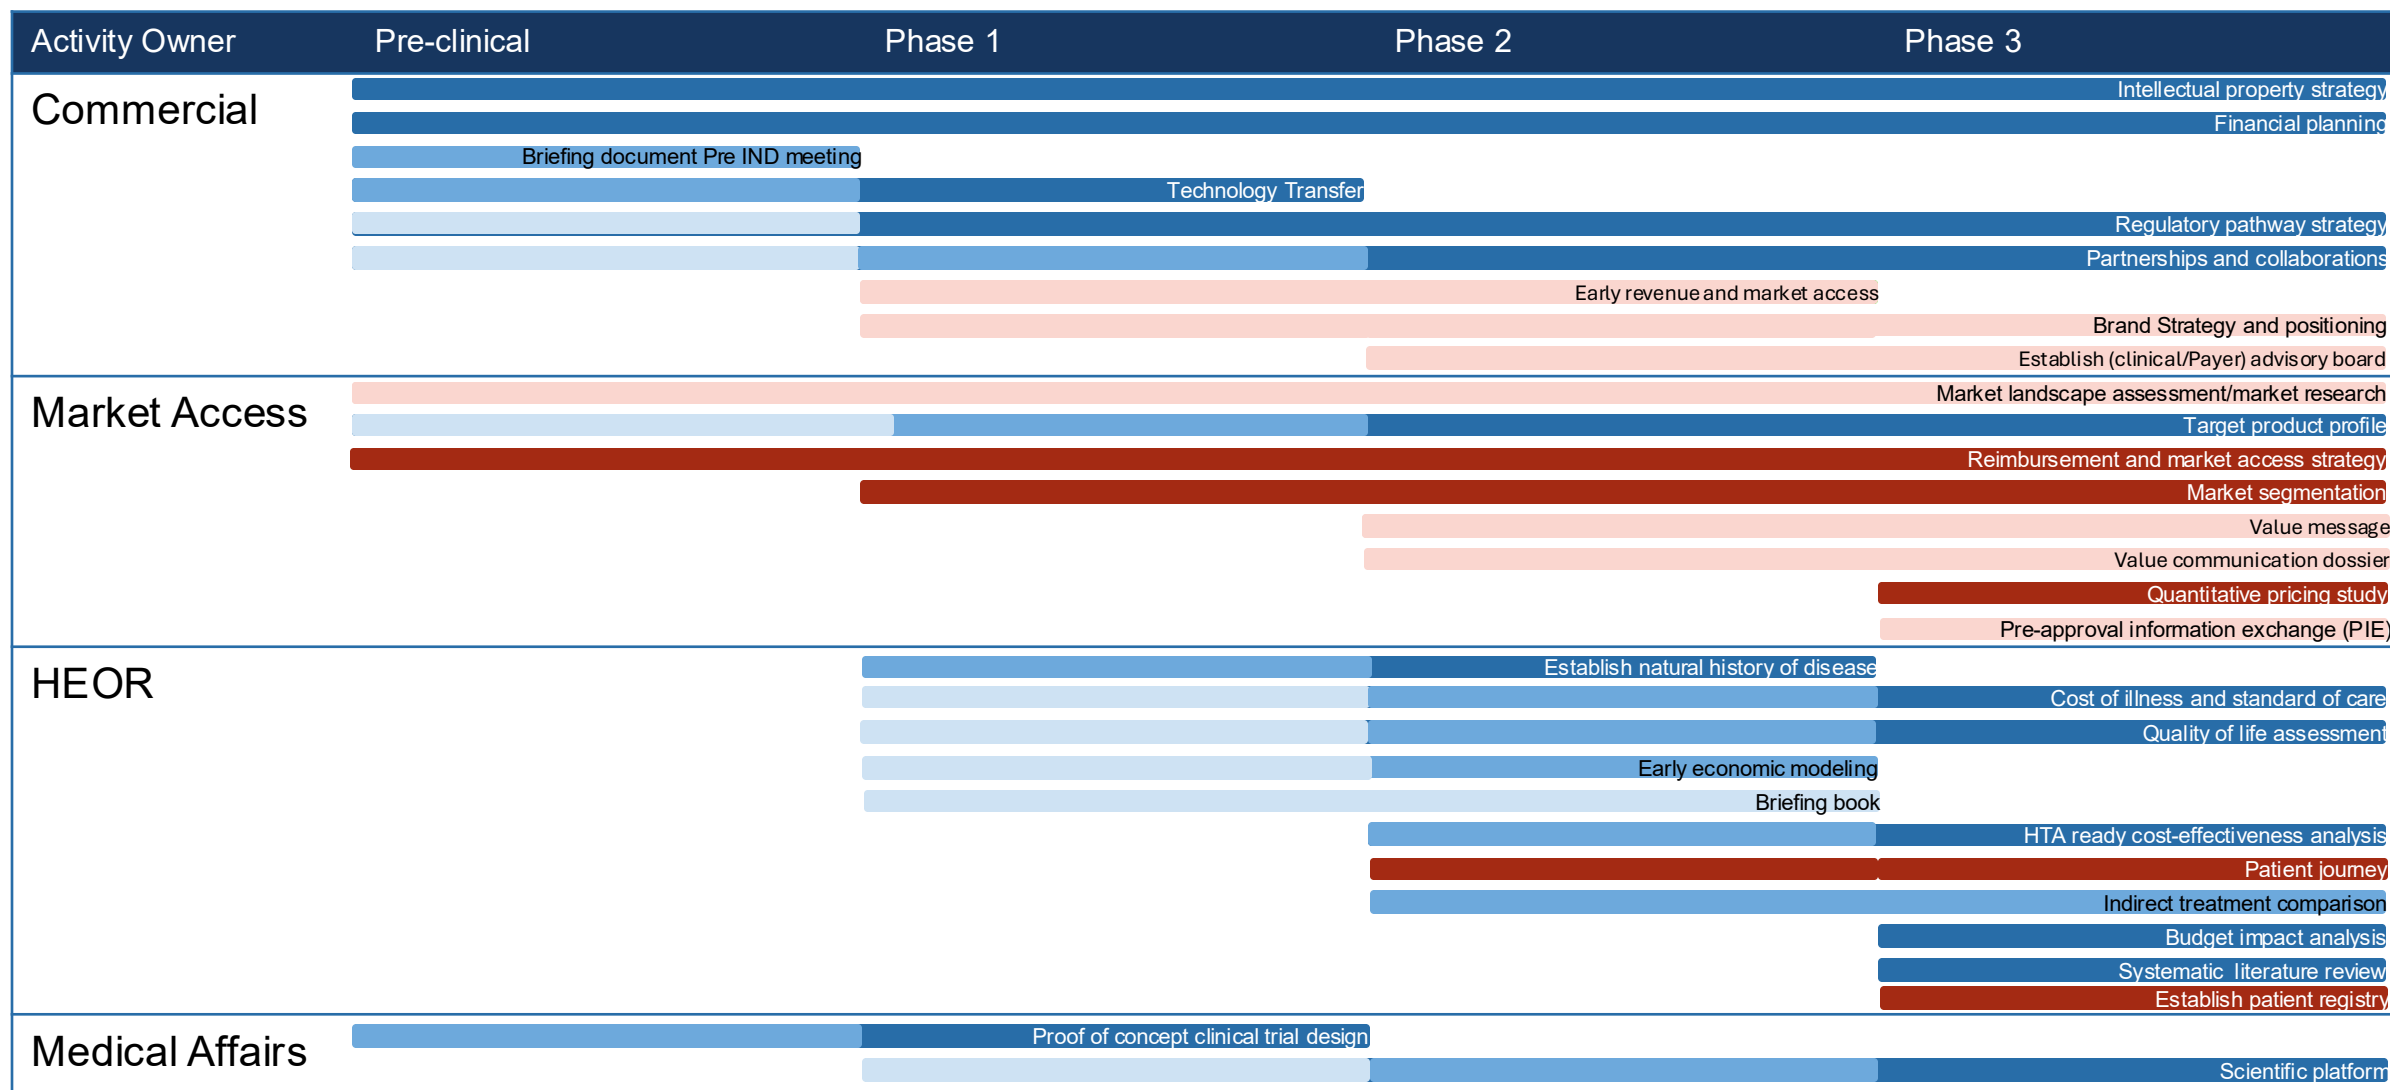 Activity Owner Pre-clinical Phase 1 Phase 2 Phase 3
Commercial
Intellectual property strategy
Financial planning
Briefing document Pre IND meeting
Technology Transfer
Regulatory pathway strategy
Partnerships and collaborations
Early revenue and market access
Brand Strategy and positioning
Establish (clinical/Payer) advisory board
Market Access
Market landscape assessment/market research
Target product profile
Reimbursement and market access strategy
Market segmentation
Value message
Value communication dossier
Quantitative pricing study
Pre-approval information exchange (PIE)
HEOR
Establish natural history of disease
Cost of illness and standard of care
Quality of life assessment
Early economic modeling
Briefing book
HTA ready cost-effectiveness analysis
Patient journey
Indirect treatment comparison
Budget impact analysis
Systematic literature review
Establish patient registry
Medical Affairs
Proof of concept clinical trial design
Scientific platform